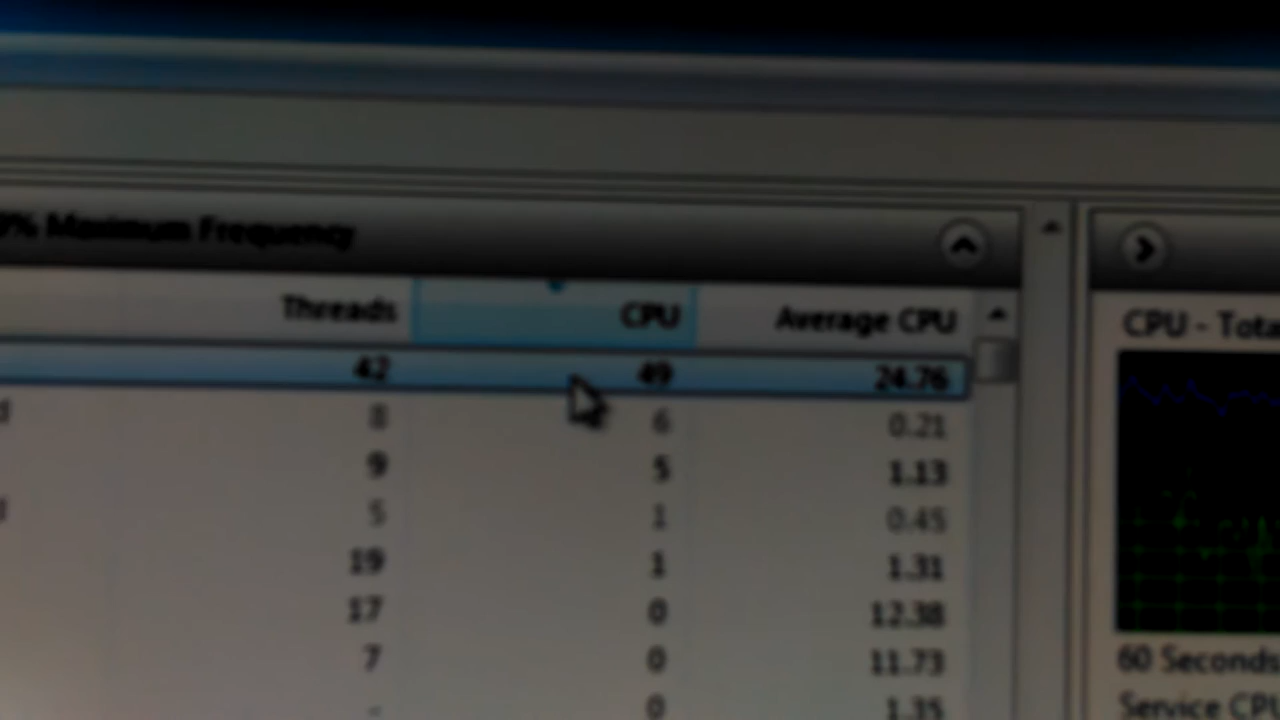 % Maximum Frequency
Threads CPU Average CPU
42 49 24.76
8 6 0.21
9 5 1.13
5 1 0.45
19 1 1.31
17 0 12.38
7 0 11.73
- 0 1.35
CPU - Tota
60 Seconds
Service CPU